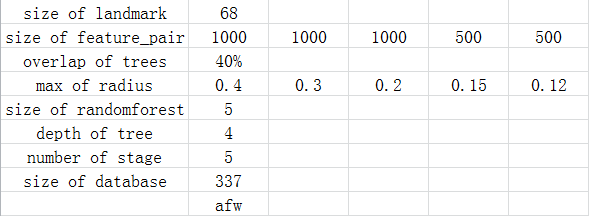 size of landmark 68
size of feature_pair 1000 1000 1000 500 500
overlap of trees 40%
max of radius 0.4 0.3 0.2 0.15 0.12
size of randomforest 5
depth of tree 4
number of stage 5
size of database 337
afw